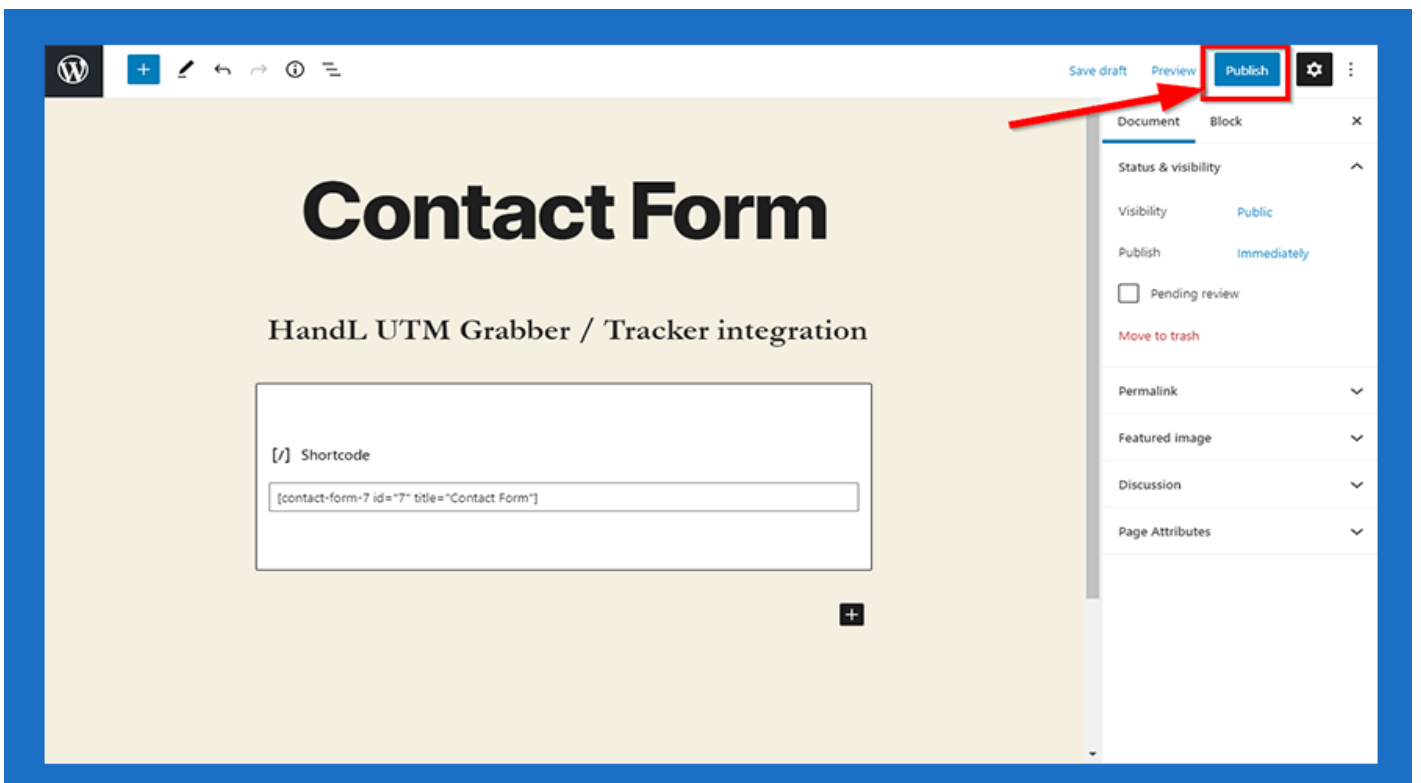 Save draft Preview Publish
Document Block
Status & visibility
Visibility Public
Publish Immediately
Pending review
Move to trash
Permalink
Featured image
Discussion
Page Attributes
Contact Form
HandL UTM Grabber / Tracker integration
[/] Shortcode
[contact-form-7 id="7" title="Contact Form"]